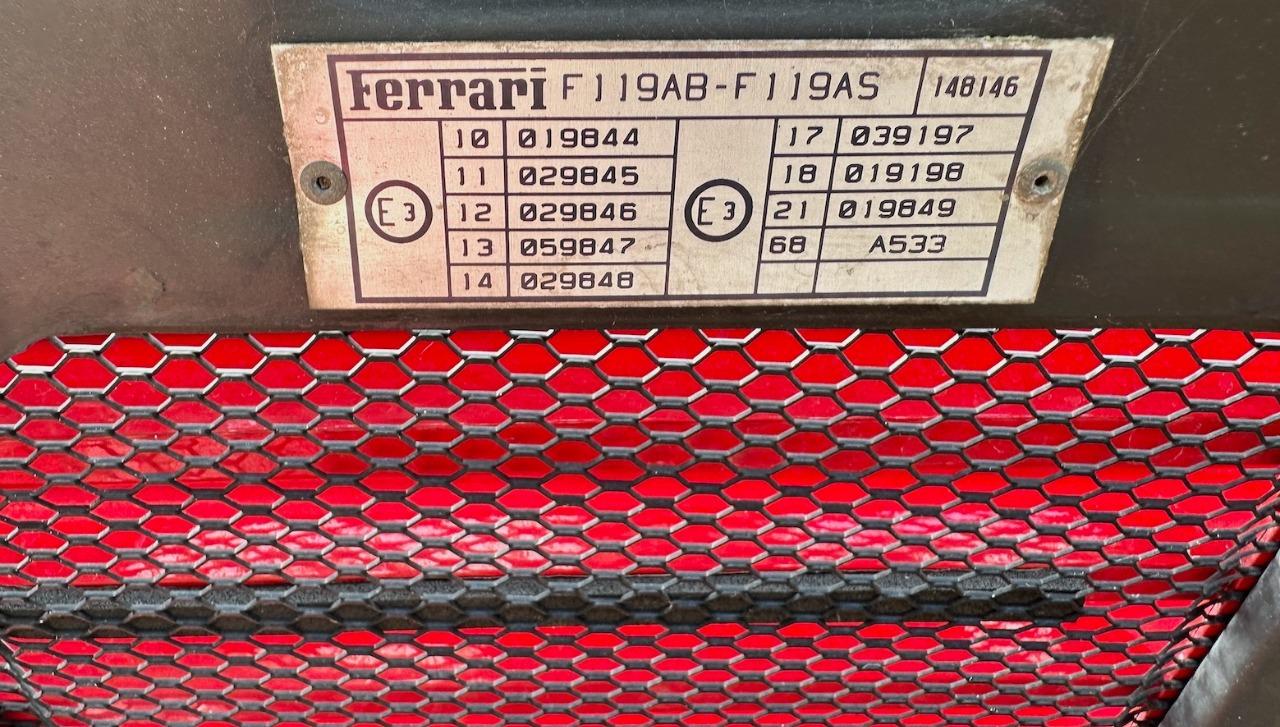 Ferrari F119AB-F119AS 148146
10 019844 17 039197
11 029845 18 019198
E3 12 029846 E3 21 019849
13 059847 68 A533
14 029848